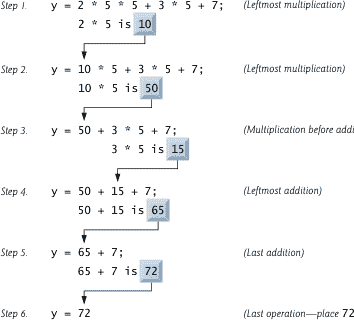 Step 1. y = 2 * 5 * 5 + 3 * 5 + 7; (Leftmost multiplication)
2 * 5 is 10
Step 2. y = 10 * 5 + 3 * 5 + 7; (Leftmost multiplication)
10 * 5 is 50
Step 3. y = 50 + 3 * 5 + 7; (Multiplication before addi
3 * 5 is 15
Step 4. y = 50 + 15 + 7; (Leftmost addition)
50 + 15 is 65
Step 5. y = 65 + 7; (Last addition)
65 + 7 is 72
Step 6. y = 72 (Last operation—place 72